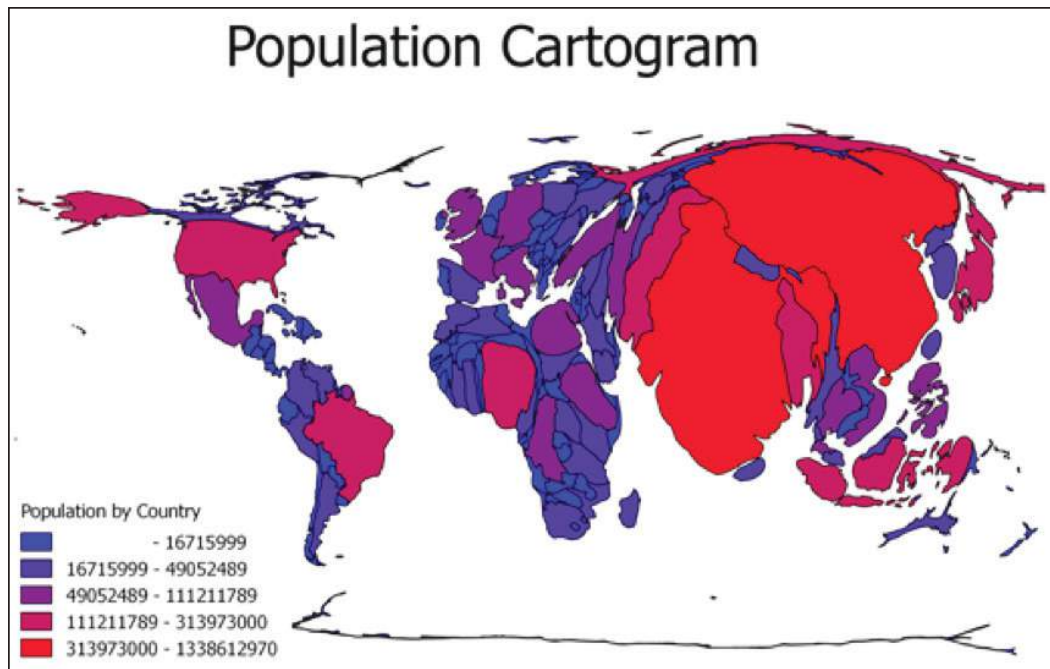 Population Cartogram
Population by Country
- 16715999
16715999 - 49052489
49052489 - 111211789
111211789 - 313973000
313973000 - 1338612970